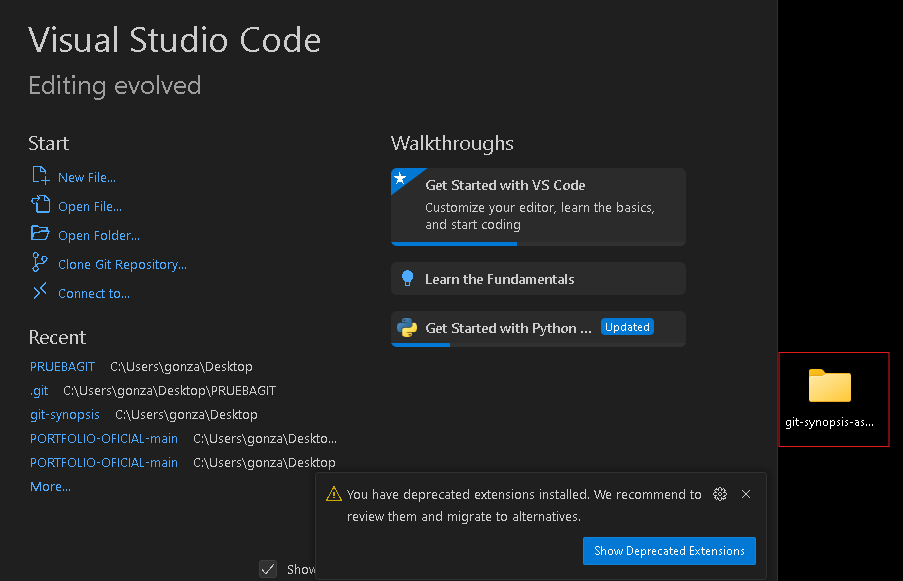 Visual Studio Code
Editing evolved
Start
New File...
Open File...
Open Folder...
Clone Git Repository...
Connect to...
Recent
PRUEBAGIT C:\Users\gonza\Desktop
.git C:\Users\gonza\Desktop\PRUEBAGIT
git-synopsis C:\Users\gonza\Desktop
PORTFOLIO-OFICIAL-main C:\Users\gonza\Deskto...
PORTFOLIO-OFICIAL-main C:\Users\gonza\Desktop
More...
Walkthroughs
Get Started with VS Code
Customize your editor, learn the basics,
and start coding
Learn the Fundamentals
Get Started with Python ... Updated
git-synopsis-as...
You have deprecated extensions installed. We recommend to
review them and migrate to alternatives.
Show Deprecated Extensions
Show